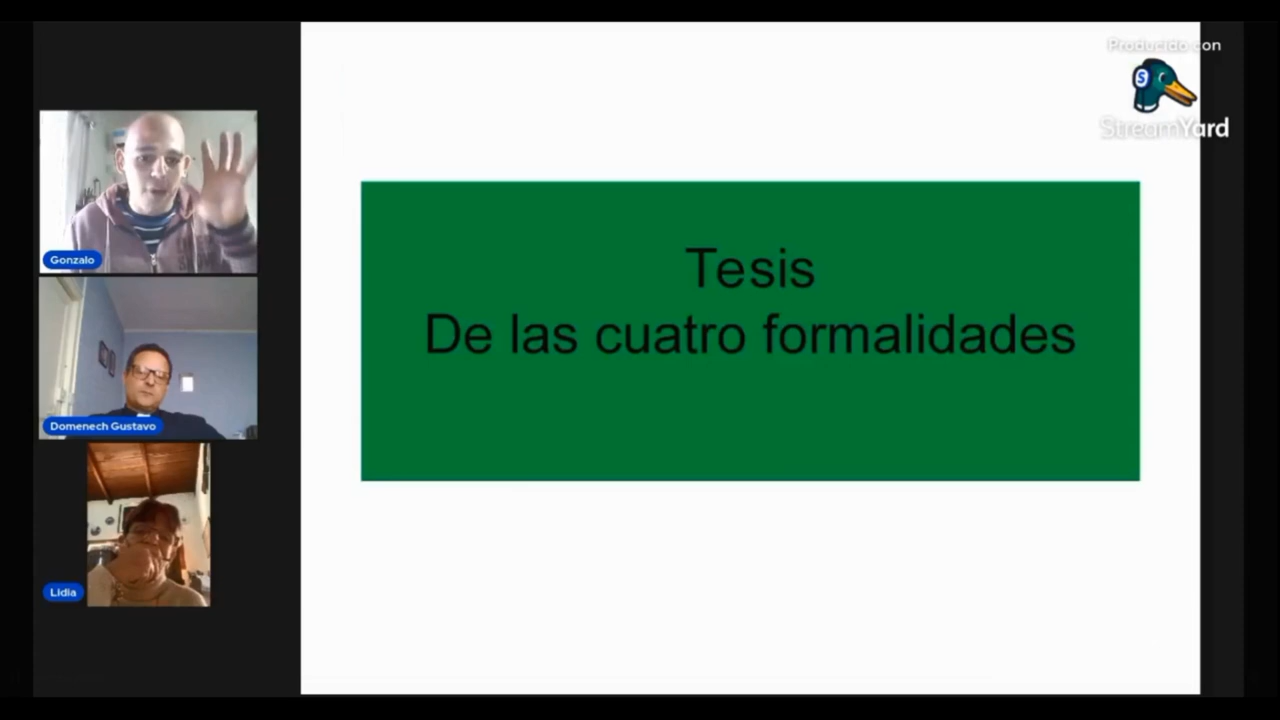 Producido con
StreamYard
Tesis
De las cuatro formalidades
Gonzalo
Domenech Gustavo
Lidia